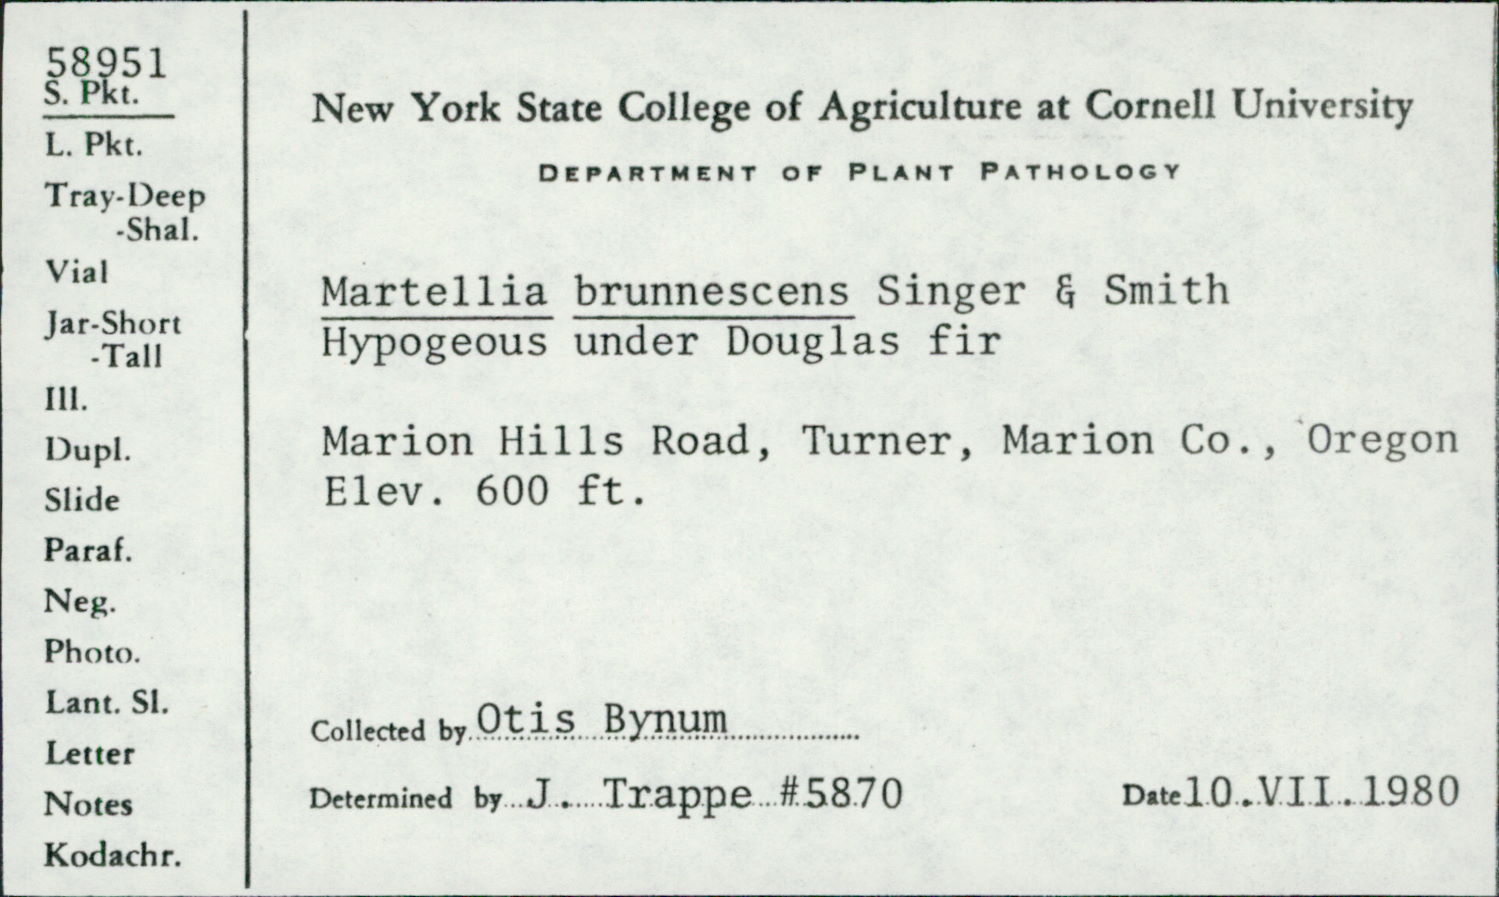 58951
S. Pkt.
L. Pkt.
Tray-Deep
-Shal.
Vial
Jar-Short
-Tall
Ill.
Dupl.
Slide
Paraf.
Neg.
Photo.
Lant. Sl.
Letter
Notes
Kodachr.
New York State College of Agriculture at Cornell University
DEPARTMENT OF PLANT PATHOLOGY
Martellia brunnescens Singer & Smith
Hypogeous under Douglas fir
Marion Hills Road, Turner, Marion Co., Oregon
Elev. 600 ft.
Collected by Otis Bynum
Determined by J. Trappe #5870
Date 10.VII.1980